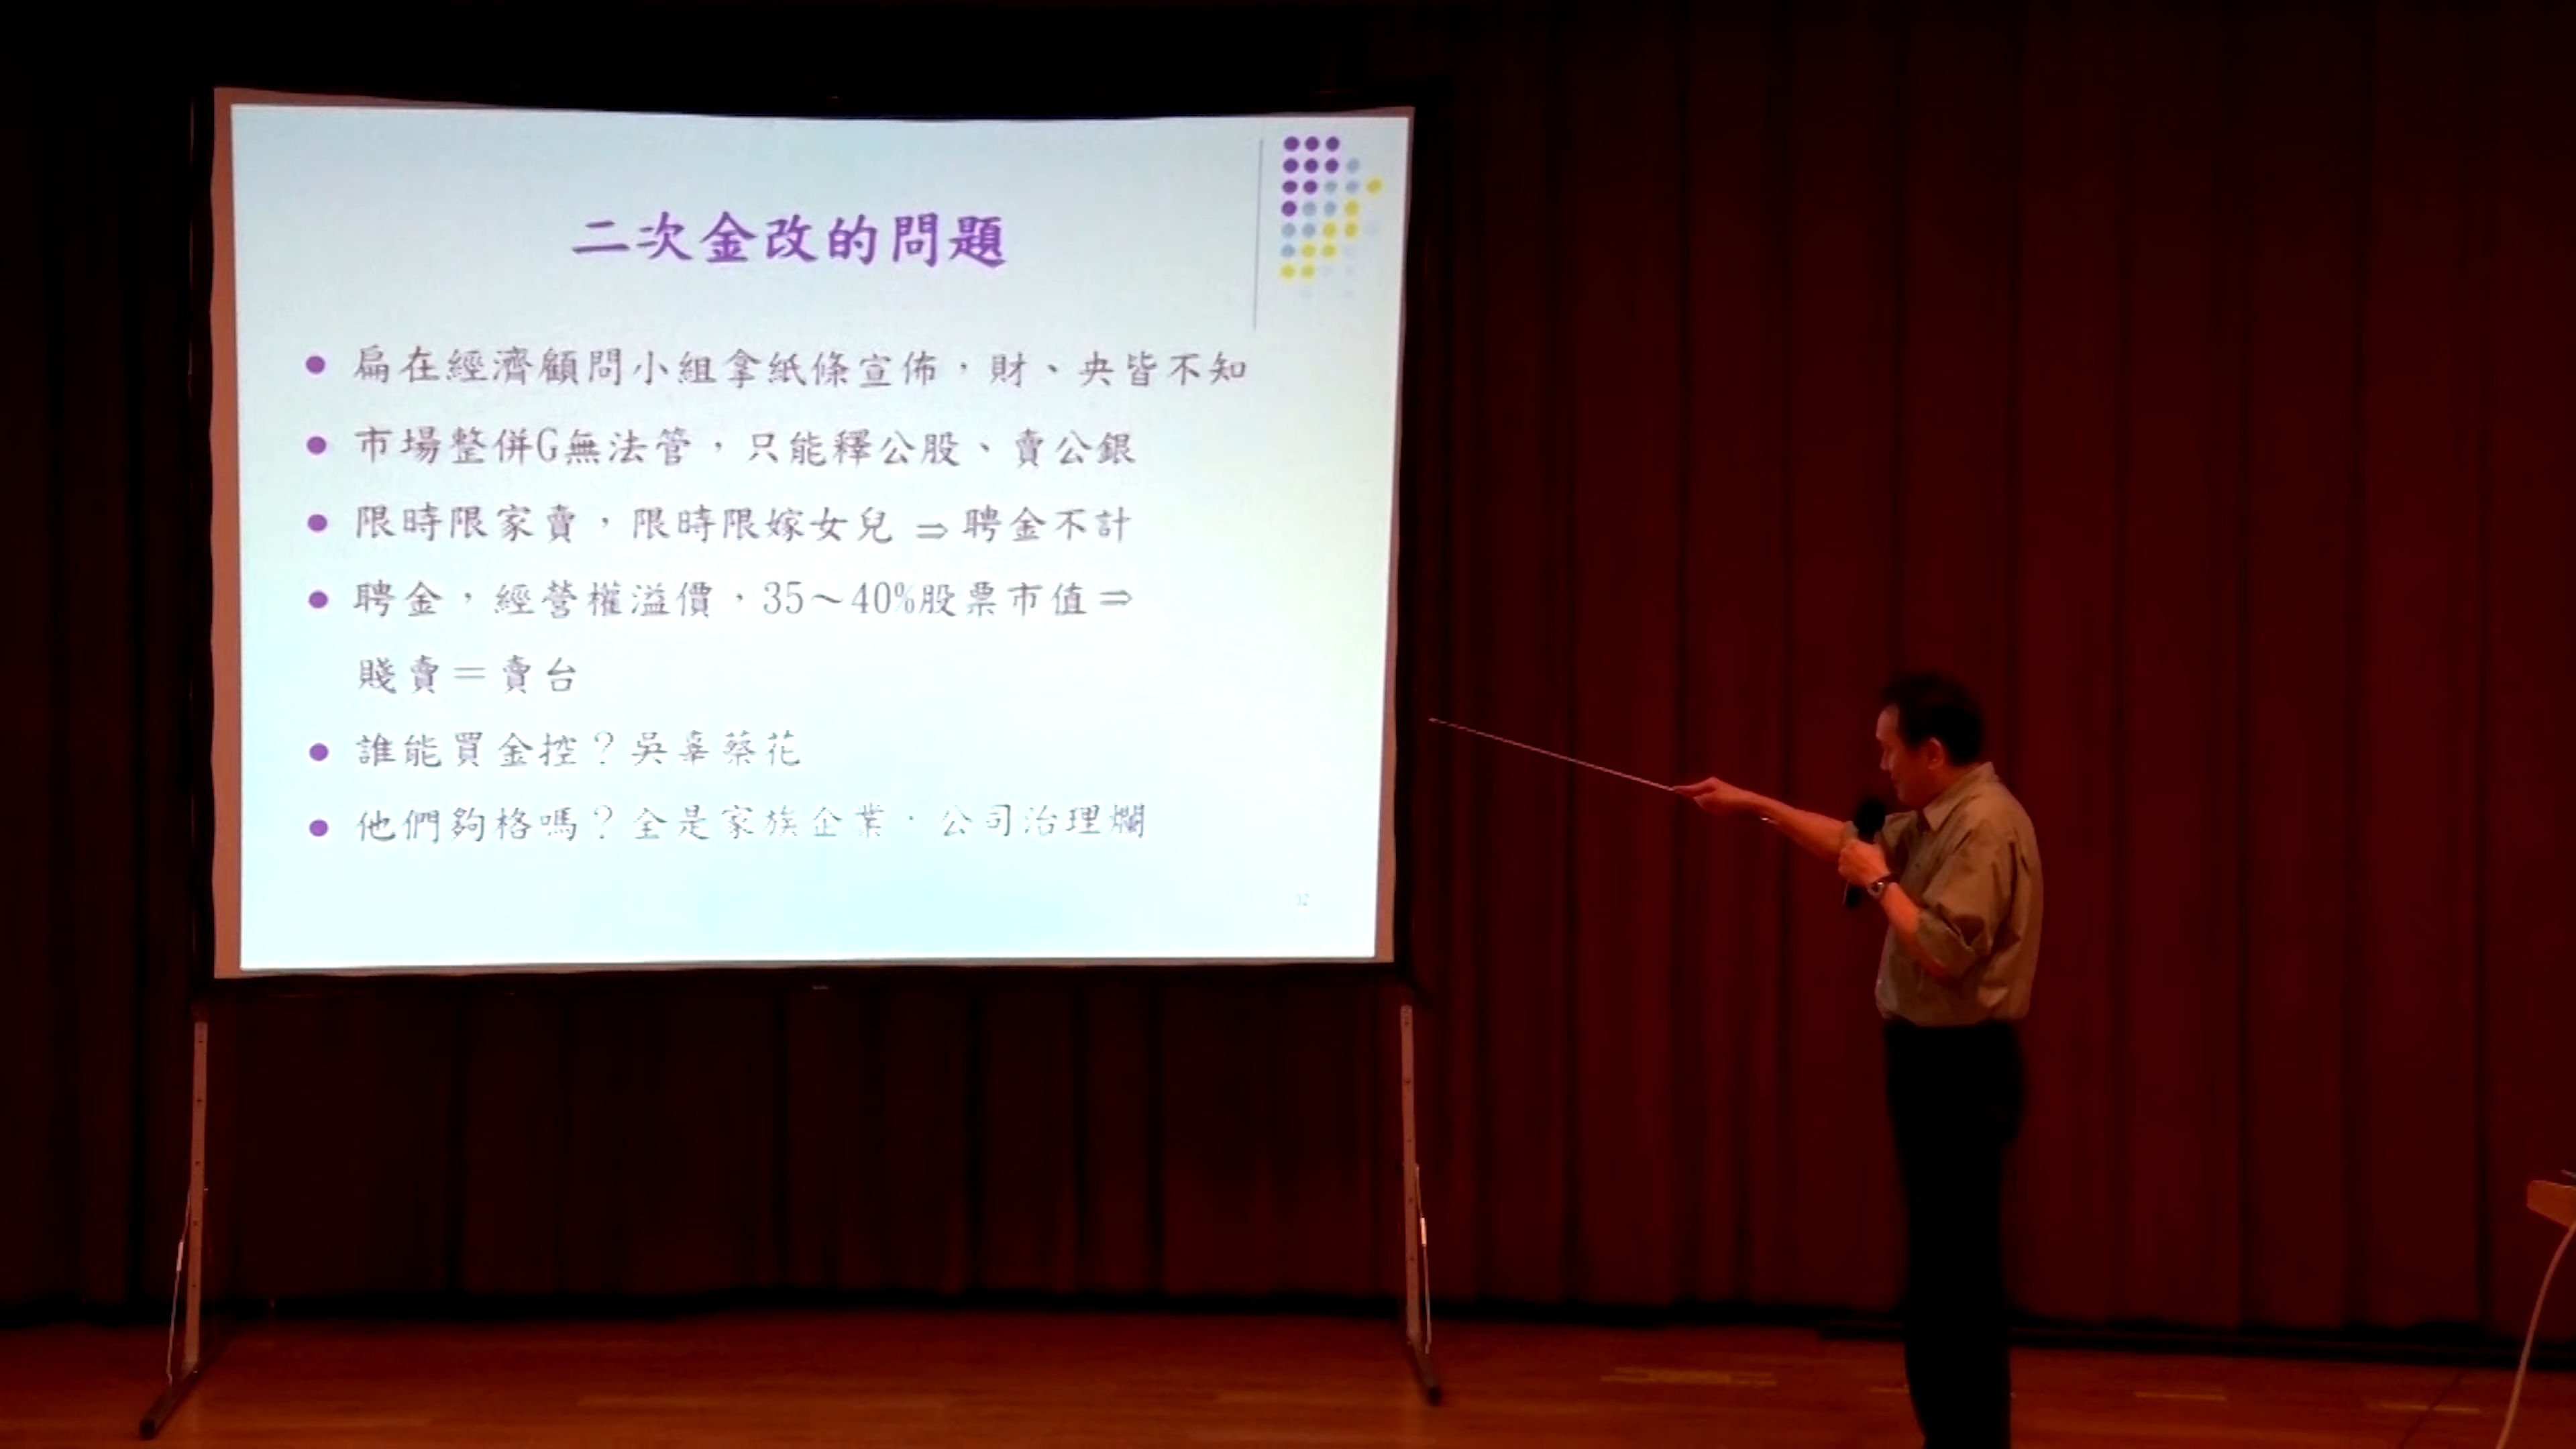 二次金改的問題
扁在經濟顧問小組拿紙條宣佈，財、央皆不知
市場整併G無法管，只能釋公股、賣公銀
限時限家賣，限時限嫁女兒⇒聘金不計
聘金，經營權溢價，35～40%股票市值⇒
賤賣＝賣台
誰能買金控？吳辜蔡花
他們夠格嗎？全是家族企業，公司治理爛